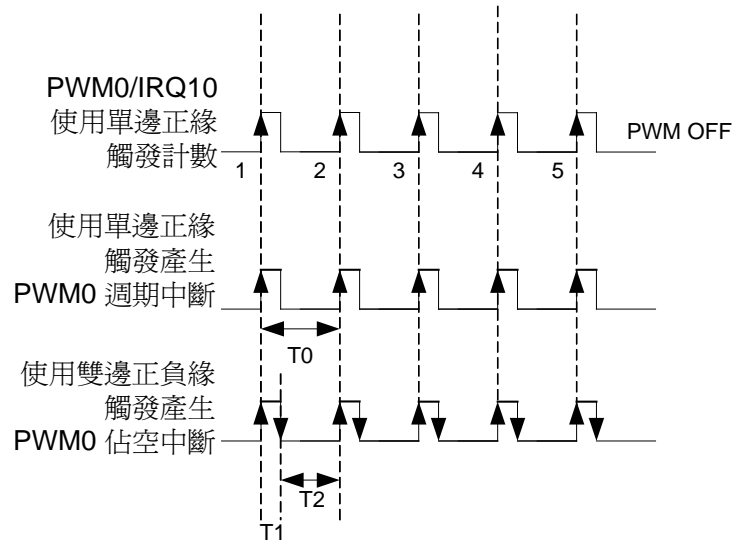 PWM0/IRQ10
使用單邊正緣
觸發計數
PWM OFF
1 2 3 4 5
使用單邊正緣
觸發產生
PWM0 週期中斷
T0
使用雙邊正負緣
觸發產生
PWM0 佔空中斷
T2
T1